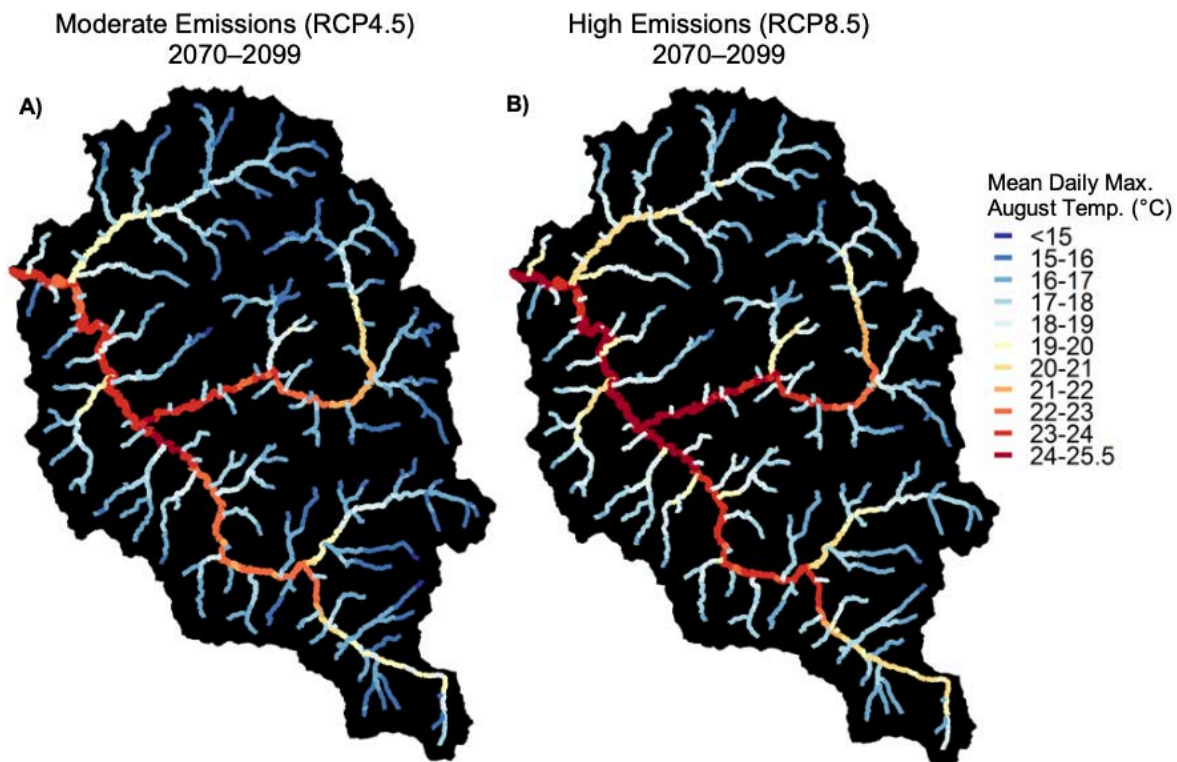 Moderate Emissions (RCP4.5)
2070–2099
High Emissions (RCP8.5)
2070–2099
A)
B)
Mean Daily Max.
August Temp. (°C)
<15
15-16
16-17
17-18
18-19
19-20
20-21
21-22
22-23
23-24
24-25.5